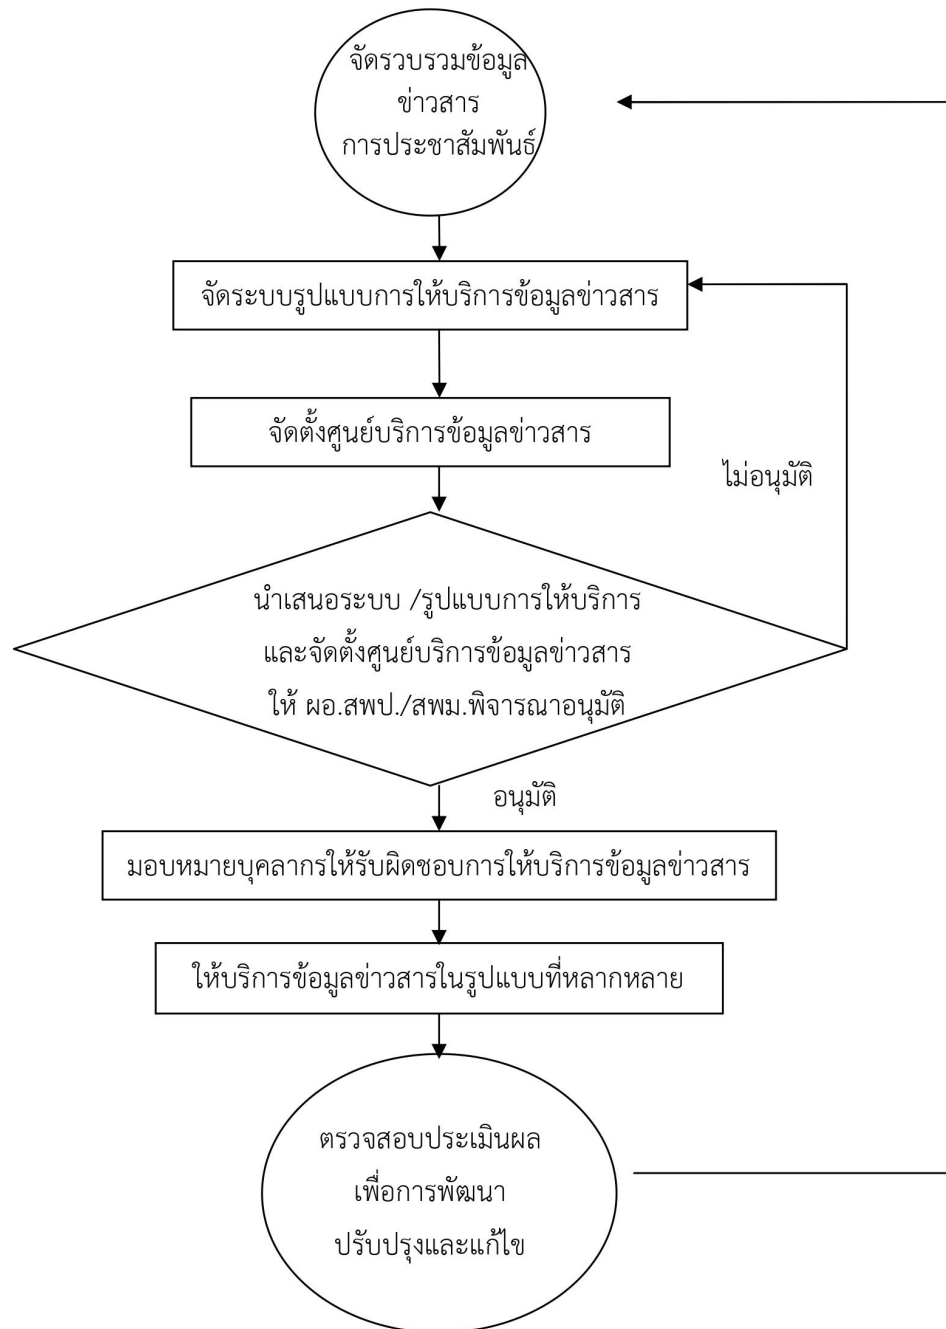 จัดรวบรวมข้อมูล
ข่าวสาร
การประชาสัมพันธ์
จัดระบบรูปแบบการให้บริการข้อมูลข่าวสาร
จัดตั้งศูนย์บริการข้อมูลข่าวสาร
ไม่อนุมัติ
นำเสนอระบบ /รูปแบบการให้บริการ
และจัดตั้งศูนย์บริการข้อมูลข่าวสาร
ให้ ผอ.สพป./สพม.พิจารณาอนุมัติ
อนุมัติ
มอบหมายบุคลากรให้รับผิดชอบการให้บริการข้อมูลข่าวสาร
ให้บริการข้อมูลข่าวสารในรูปแบบที่หลากหลาย
ตรวจสอบประเมินผล
เพื่อการพัฒนา
ปรับปรุงและแก้ไข